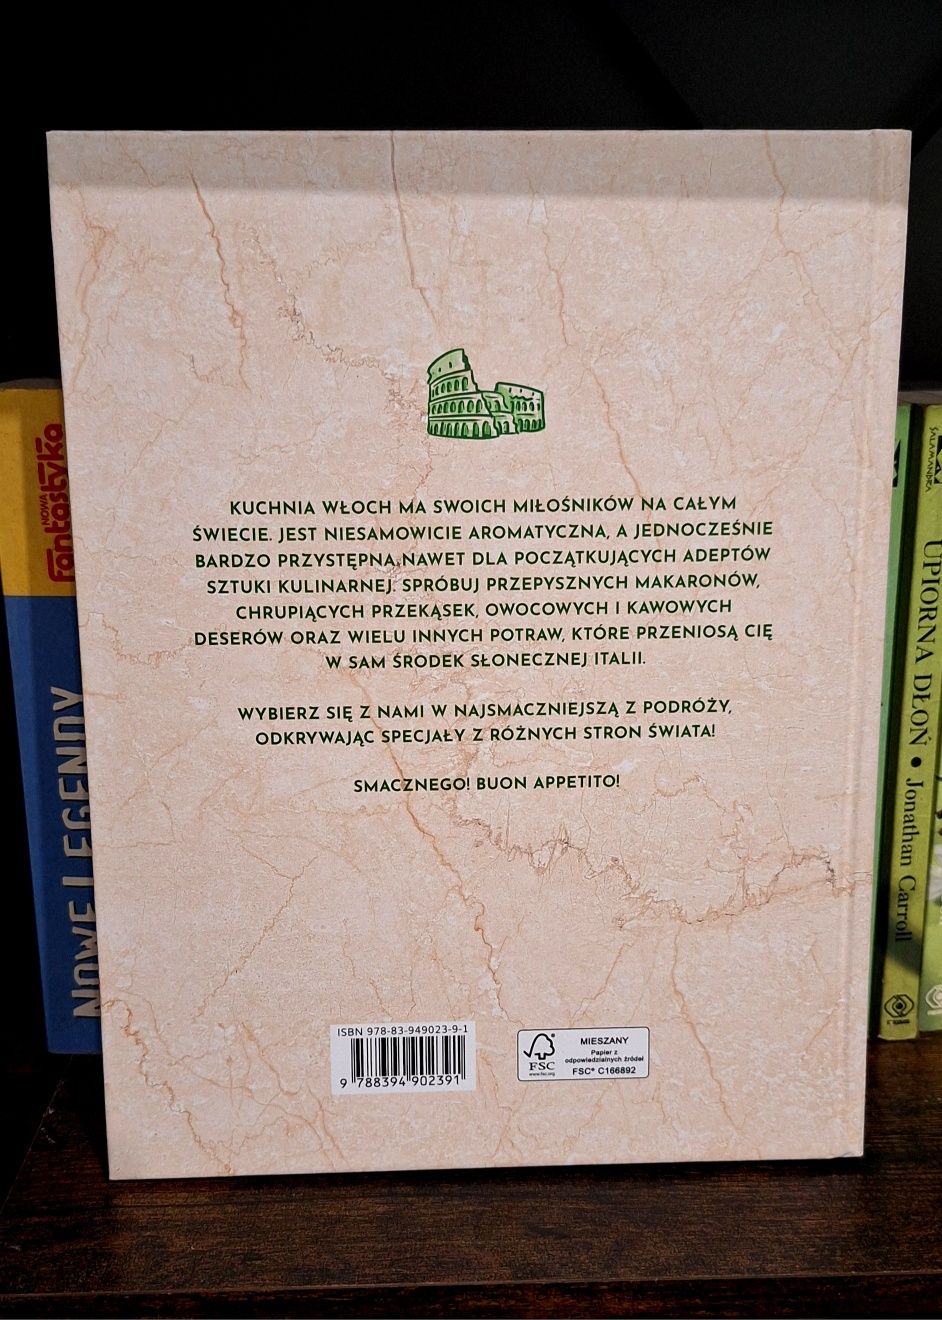 KUCHNIA WŁOCH MA SWOICH MIŁOŚNIKÓW NA CAŁYM
ŚWIECIE. JEST NIESAMOWICIE AROMATYCZNA, A JEDNOCZEŚNIE
BARDZO PRZYSTĘPNA NAWET DLA POCZĄTKUJĄCYCH ADEPTÓW
SZTUKI KULINARNEJ. SPRÓBUJ PRZEPYSZNYCH MAKARONÓW,
CHRUPIĄCYCH PRZEKĄSEK, OWOCOWYCH I KAWOWYCH
DESERÓW ORAZ WIELU INNYCH POTRAW, KTÓRE PRZENIOSĄ CIĘ
W SAM ŚRODEK SŁONECZNEJ ITALII.
WYBIERZ SIĘ Z NAMI W NAJSMACZNIEJSZĄ Z PODRÓŻY,
ODKRYWAJĄC SPECJAŁY Z RÓŻNYCH STRON ŚWIATA!
SMACZNEGO! BUON APPETITO!
ISBN 978-83-949023-9-1
9 788394 902391
FSC
www.fsc.org
MIESZANY
Papier z
odpowiedzialnych źródeł
FSC® C166892
NOWA
Fantastyka
NOWE LEGENDY
SALAMANDRA
UPIORNA DŁOŃ • Jonathan Carroll